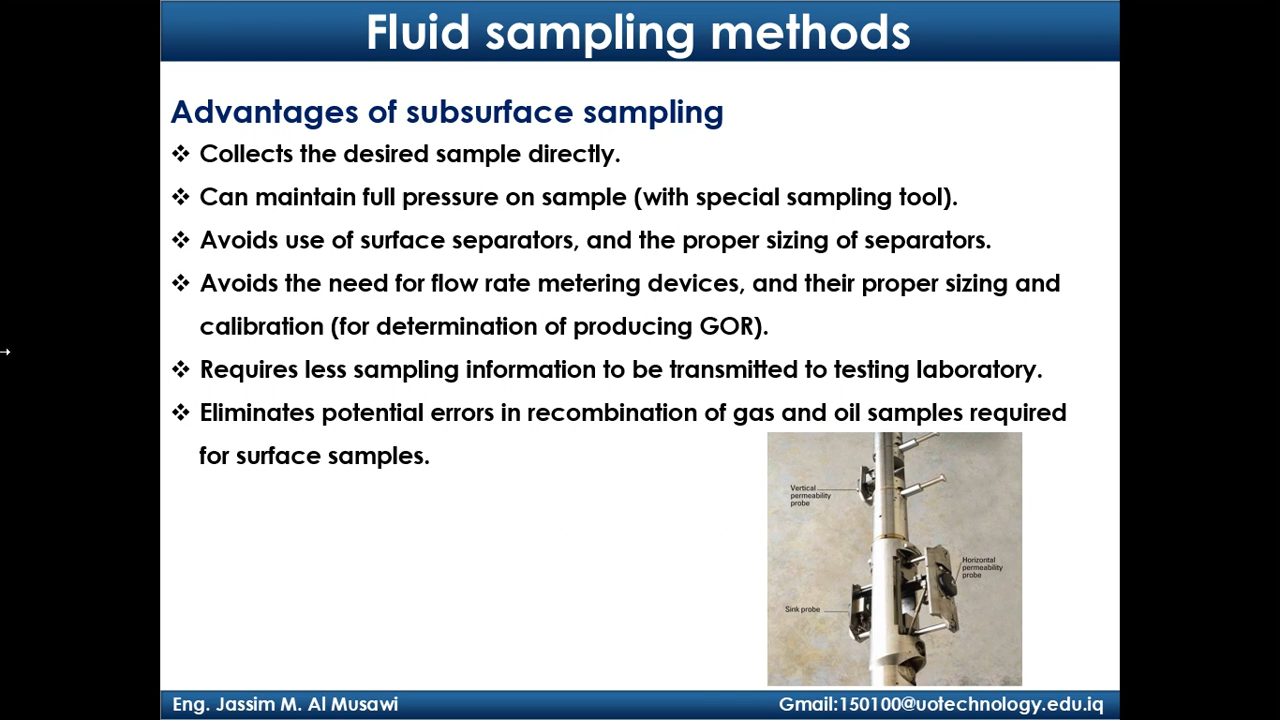 Fluid sampling methods
Advantages of subsurface sampling
❖ Collects the desired sample directly.
❖ Can maintain full pressure on sample (with special sampling tool).
❖ Avoids use of surface separators, and the proper sizing of separators.
❖ Avoids the need for flow rate metering devices, and their proper sizing and
calibration (for determination of producing GOR).
❖ Requires less sampling information to be transmitted to testing laboratory.
❖ Eliminates potential errors in recombination of gas and oil samples required
for surface samples.
Vertical
permeability
probe
Horizontal
permeability
probe
Sink probe
Eng. Jassim M. Al Musawi
Gmail:150100@uotechnology.edu.iq